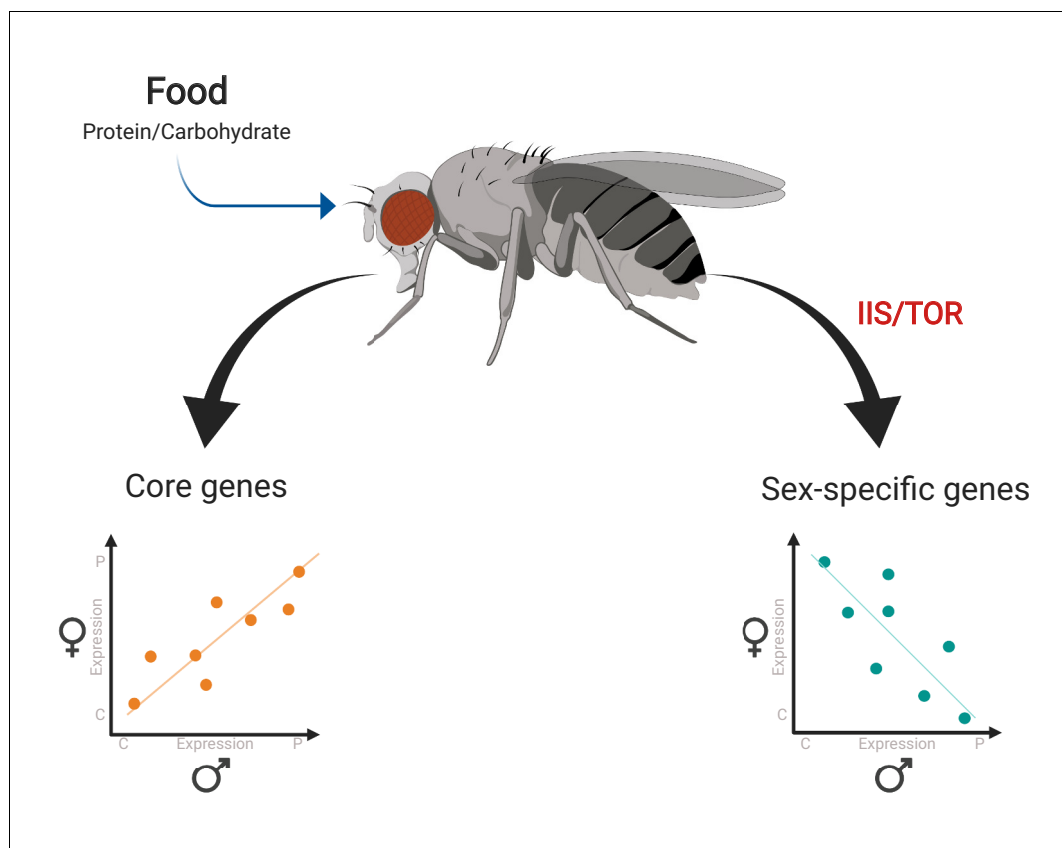 Food
Protein/Carbohydrate
IIS/TOR
Core genes
P
Expression
C
♀
C Expression P
♂
Sex-specific genes
P
Expression
C
♀
C Expression P
♂